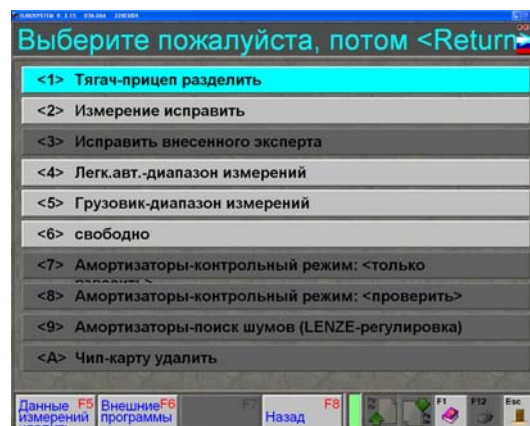 EUROSYSTEM
Выберите пожалуйста, потом <Return
<1> Тягач-прицеп разделить
<2> Измерение исправить
<3> Исправить внесенного эксперта
<4> Легк.авт.-диапазон измерений
<5> Грузовик-диапазон измерений
<6> свободно
<7> Амортизаторы-контрольный режим: <только
<8> Амортизаторы-контрольный режим: <проверить>
<9> Амортизаторы-поиск шумов (LENZE-регулировка)
<A> Чип-карту удалить
Данные F5 Внешние F6 F7 F8 F1 F12 Esc
измерений программы Назад